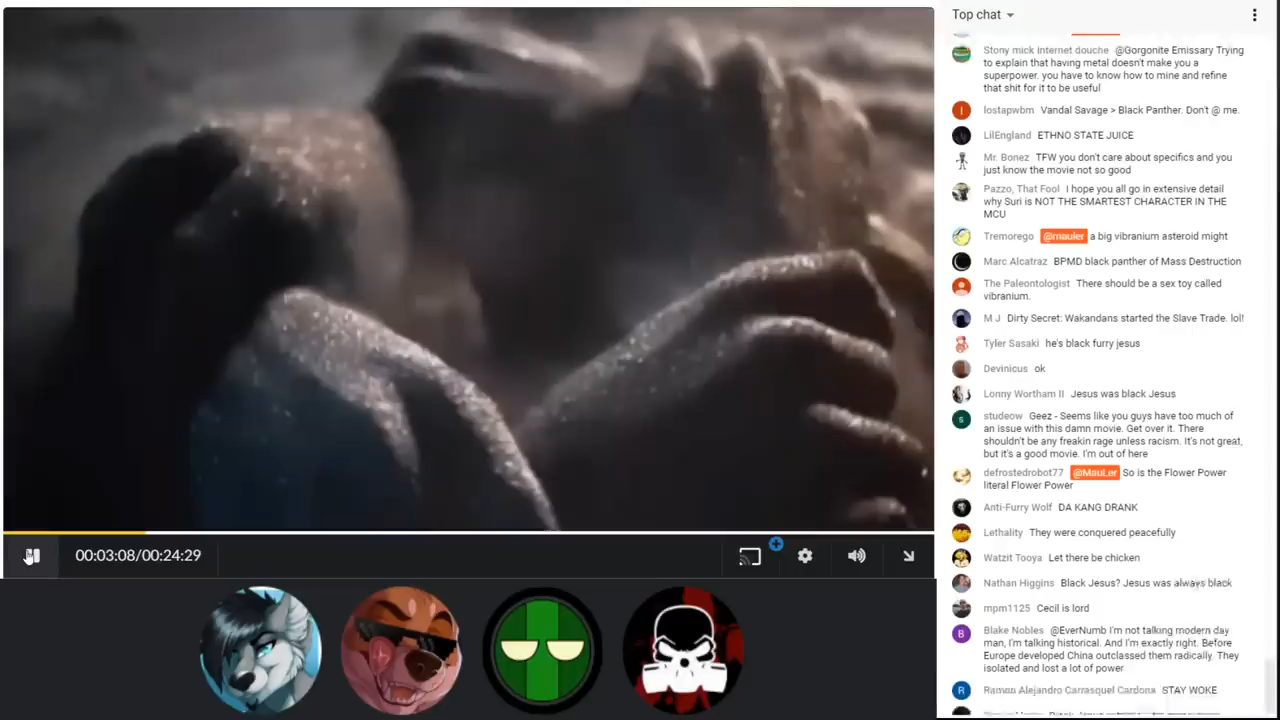 Top chat
Stony mick internet douche @Gorgonite Emissary Trying
to explain that having metal doesn't make you a
superpower. you have to know how to mine and refine
that shit for it to be useful
lostapwbm Vandal Savage > Black Panther. Don't @ me.
LilEngland ETHNO STATE JUICE
Mr. Bonez TFW you don't care about specifics and you
just know the movie not so good
Pazzo, That Fool I hope you all go in extensive detail
why Suri is NOT THE SMARTEST CHARACTER IN THE
MCU
Tremorego @mauler a big vibranium asteroid might
Marc Alcatraz BPMD black panther of Mass Destruction
The Paleontologist There should be a sex toy called
vibranium.
M J Dirty Secret: Wakandans started the Slave Trade. lol!
Tyler Sasaki he's black furry jesus
Devinicus ok
Lonny Wortham II Jesus was black Jesus
studeow Geez - Seems like you guys have too much of
an issue with this damn movie. Get over it. There
shouldn't be any freakin rage unless racism. It's not great,
but it's a good movie. I'm out of here
defrostedrobot77 @MauLer So is the Flower Power
literal Flower Power
Anti-Furry Wolf DA KANG DRANK
Lethality They were conquered peacefully
Watzit Tooya Let there be chicken
Nathan Higgins Black Jesus? Jesus was always black
mpm1125 Cecil is lord
Blake Nobles @EverNumb I'm not talking modern day
man, I'm talking historical. And I'm exactly right. Before
Europe developed China outclassed them radically. They
isolated and lost a lot of power
Ramon Alejandro Carrasquel Cardona STAY WOKE
00:03:08/00:24:29